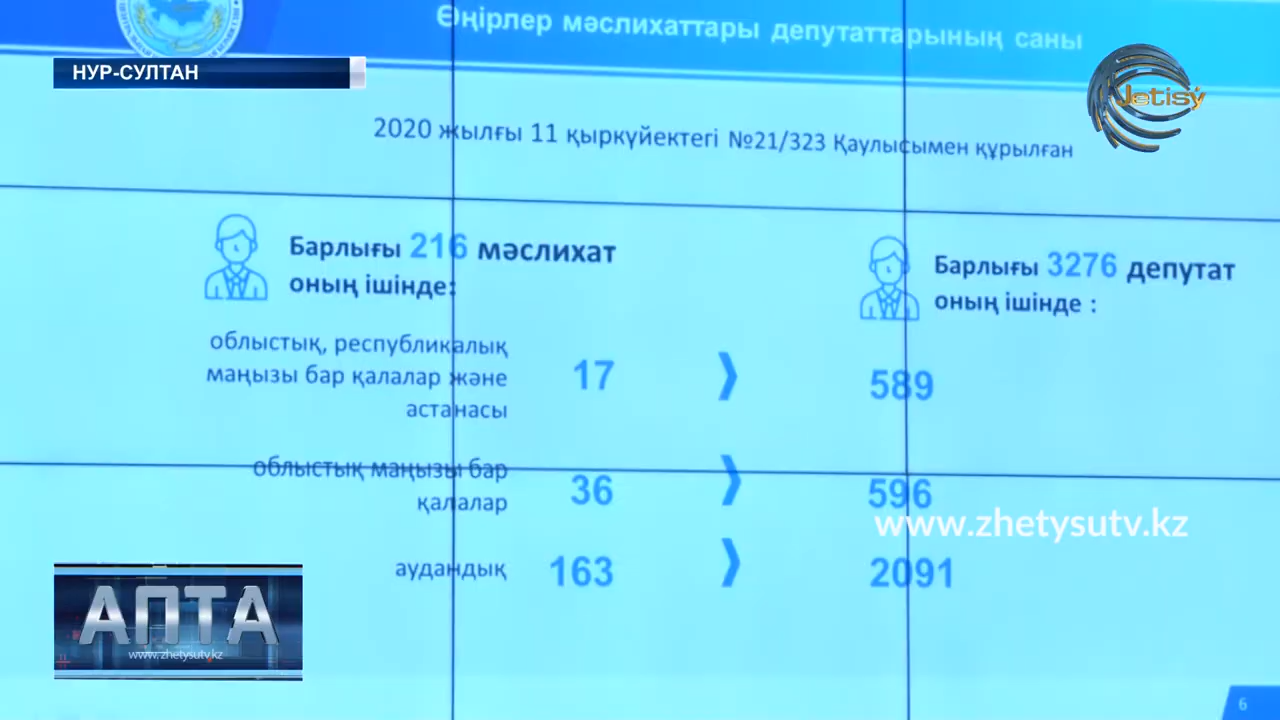 Өңірлер мәслихаттары депутаттарының саны
НУР-СУЛТАН
Jetisý
2020 жылғы 11 қыркүйектегі №21/323 Қаулысымен құрылған
Барлығы 216 мәслихат
оның ішінде:
Барлығы 3276 депутат
оның ішінде :
облыстық, республикалық
маңызы бар қалалар және
астанасы
17
589
облыстық маңызы бар
қалалар
36
596
www.zhetysutv.kz
аудандық
163
2091
АПТА
www.zhetysutv.kz
6